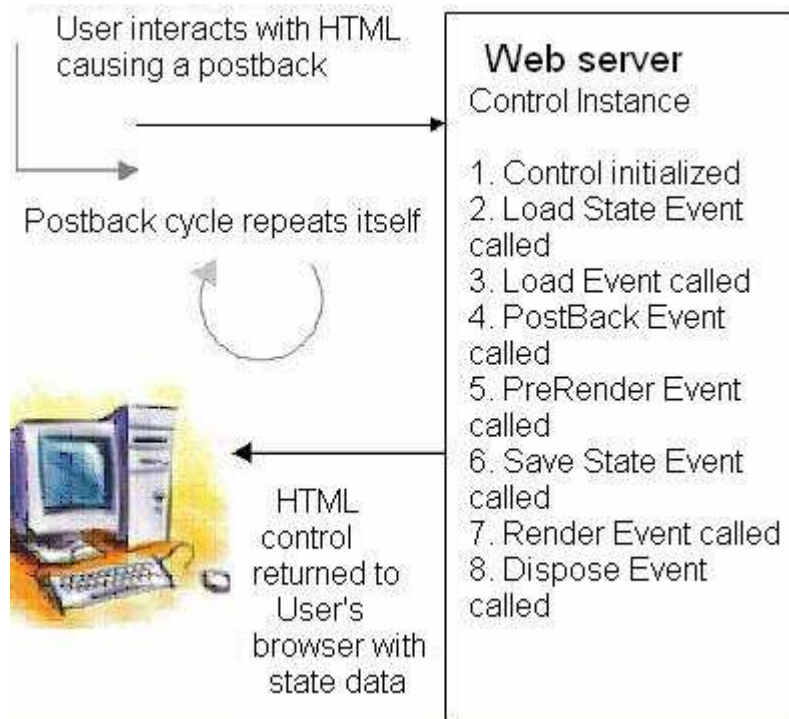 User interacts with HTML
causing a postback
Postback cycle repeats itself
HTML
control
returned to
User's
browser with
state data
Web server
Control Instance
1. Control initialized
2. Load State Event
called
3. Load Event called
4. PostBack Event
called
5. PreRender Event
called
6. Save State Event
called
7. Render Event called
8. Dispose Event
called